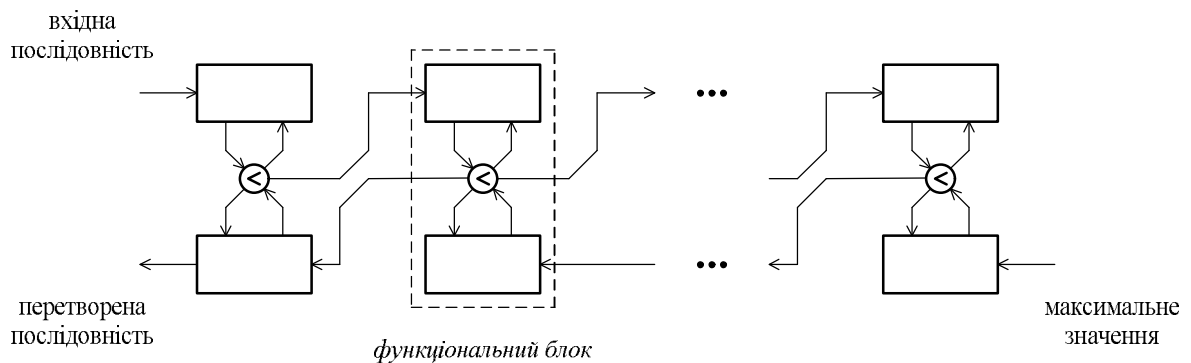 вхідна
послідовність
<
<
<
•••
•••
перетворена
послідовність
функціональний блок
максимальне
значення